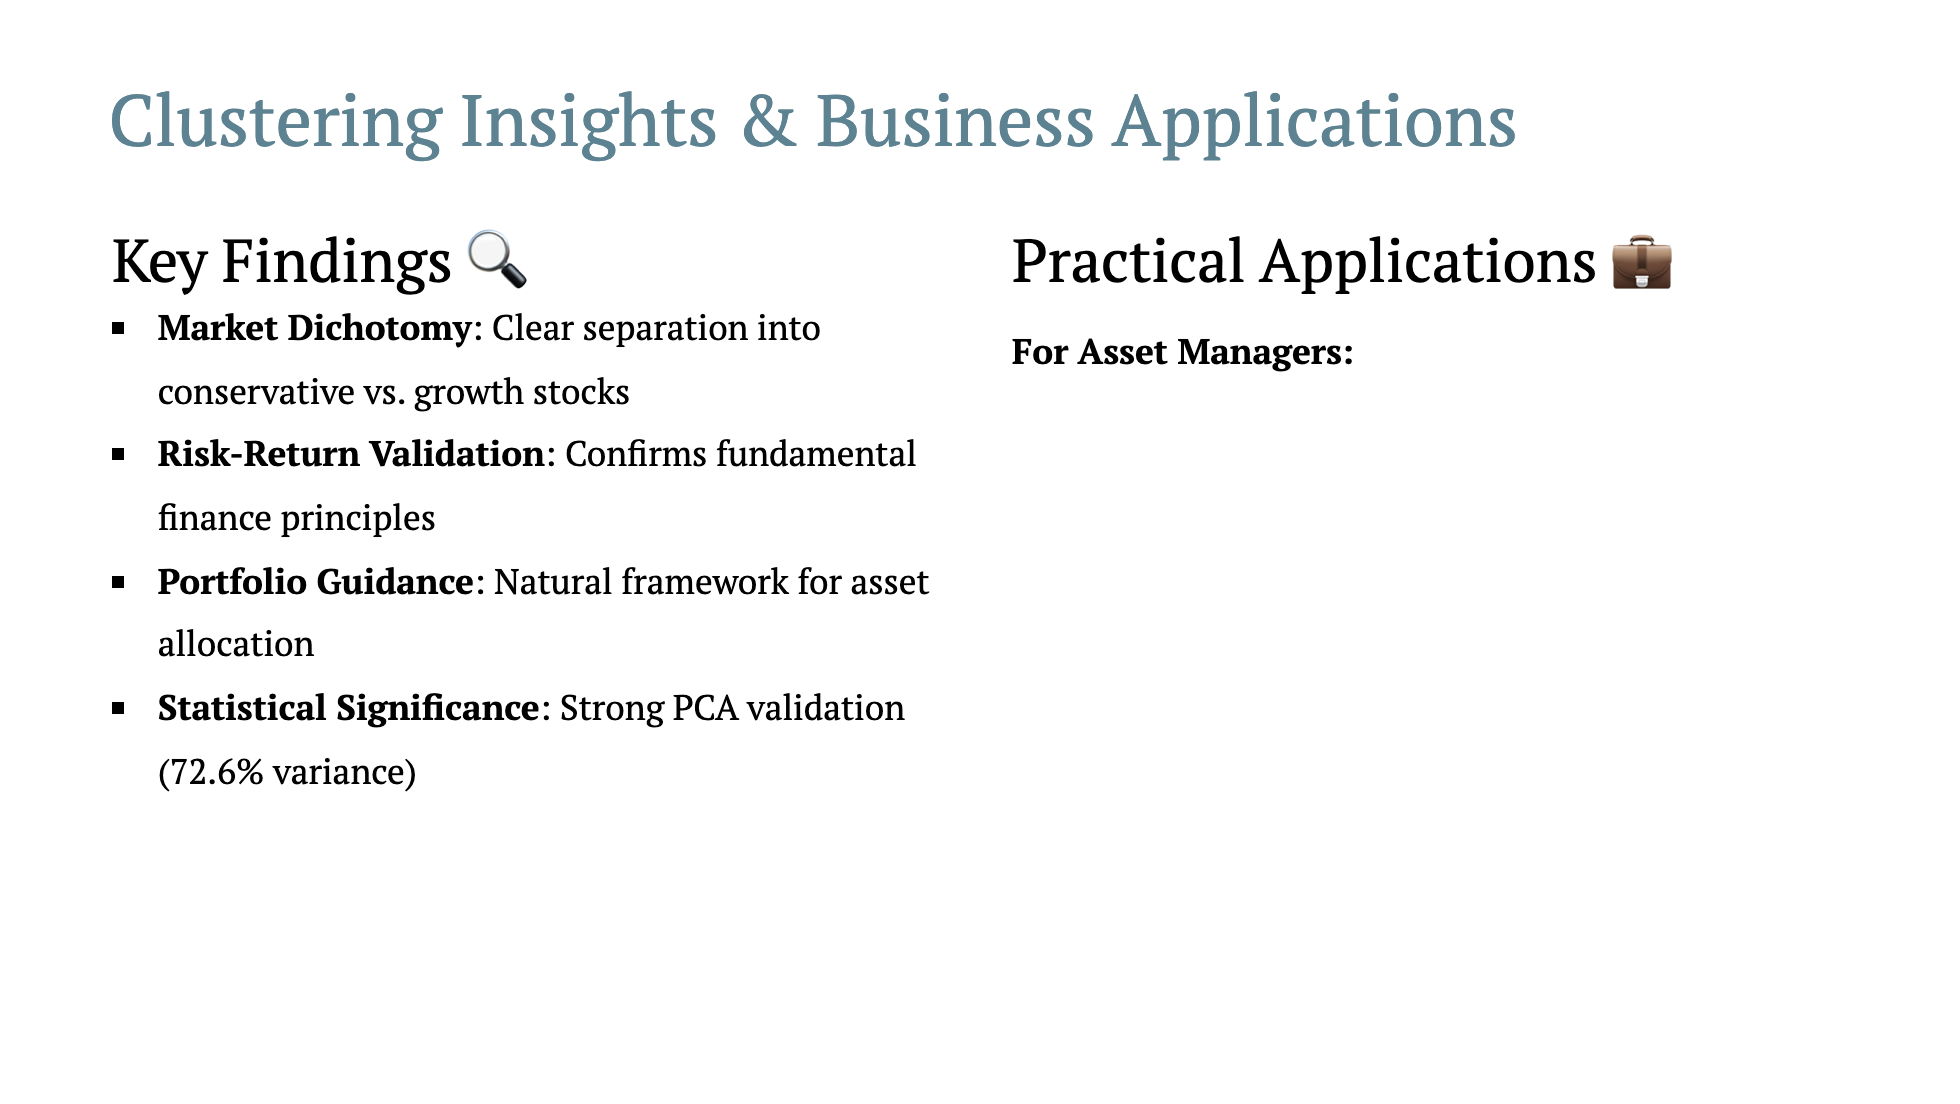 Clustering Insights & Business Applications
Key Findings 🔍
▪ Market Dichotomy: Clear separation into
conservative vs. growth stocks
▪ Risk-Return Validation: Confirms fundamental
finance principles
▪ Portfolio Guidance: Natural framework for asset
allocation
▪ Statistical Significance: Strong PCA validation
(72.6% variance)
Practical Applications 💼
For Asset Managers: